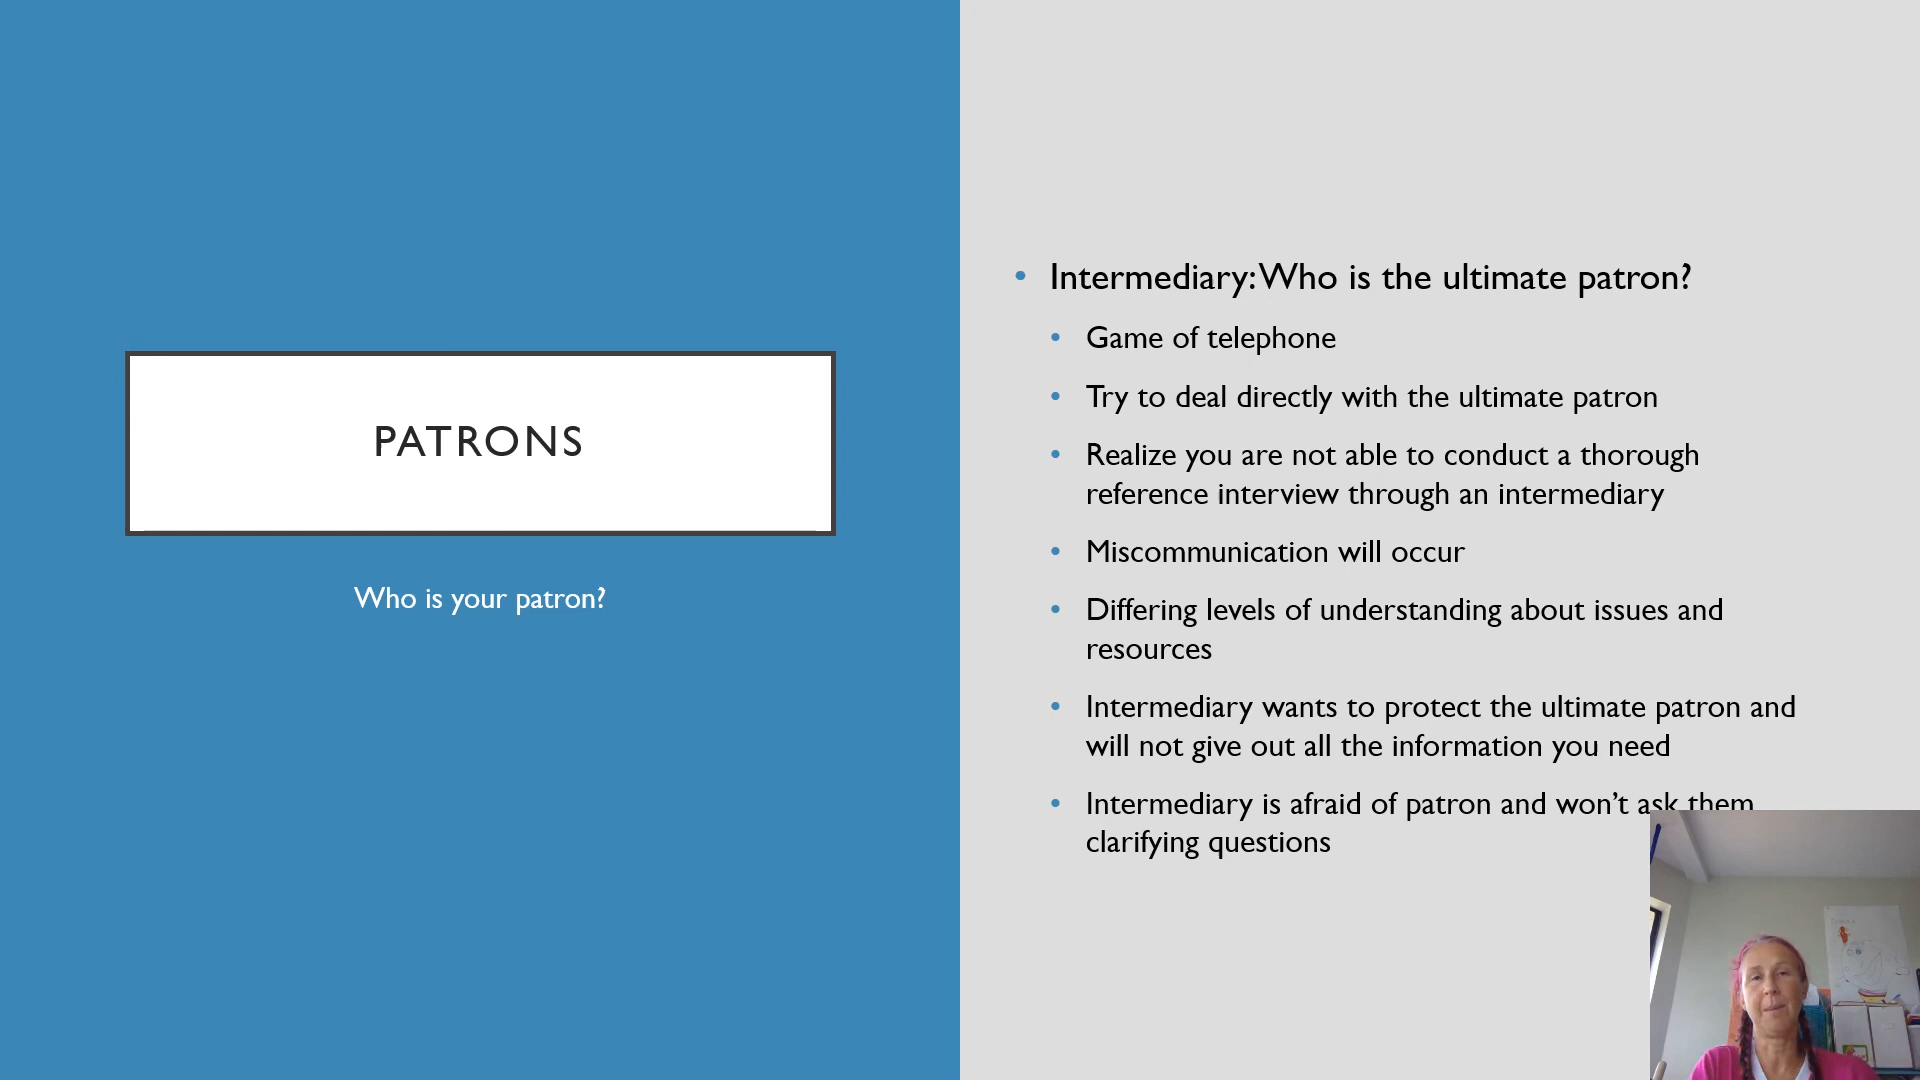 PATRONS
Who is your patron?
• Intermediary: Who is the ultimate patron?
• Game of telephone
• Try to deal directly with the ultimate patron
• Realize you are not able to conduct a thorough
reference interview through an intermediary
• Miscommunication will occur
• Differing levels of understanding about issues and
resources
• Intermediary wants to protect the ultimate patron and
will not give out all the information you need
• Intermediary is afraid of patron and won’t ask them
clarifying questions